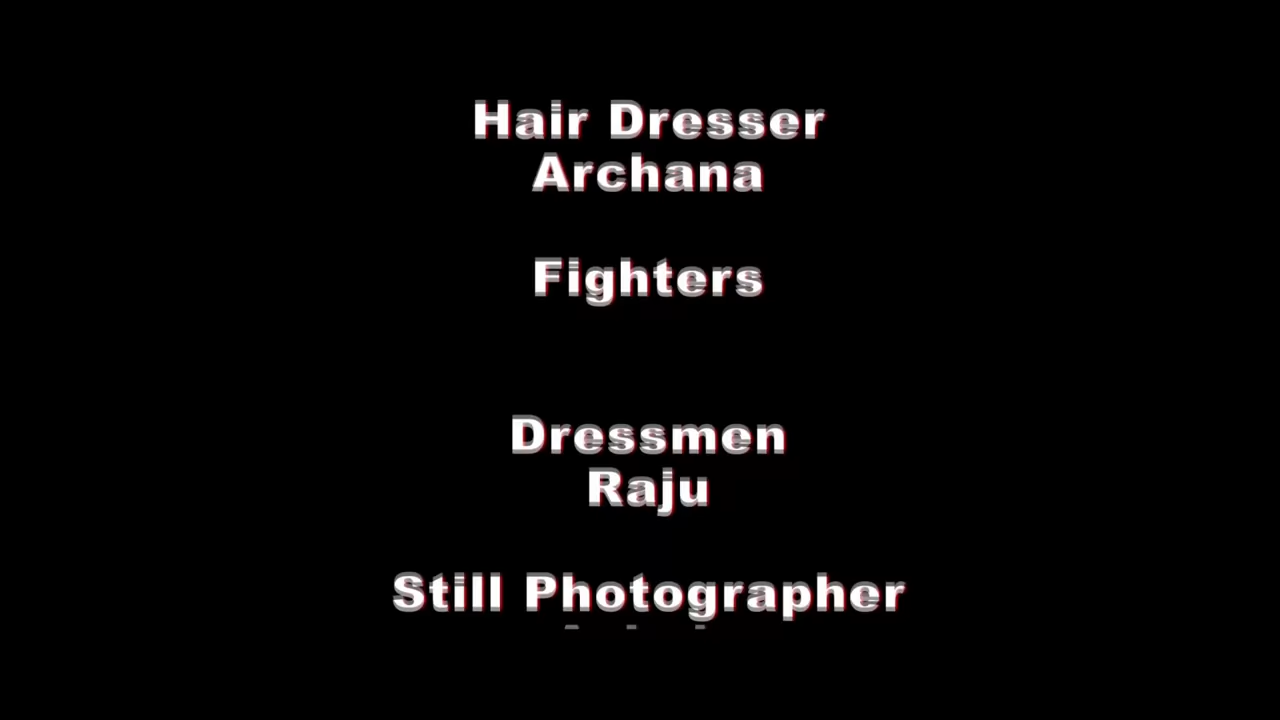 Hair Dresser
Archana
Fighters
Dressmen
Raju
Still Photographer